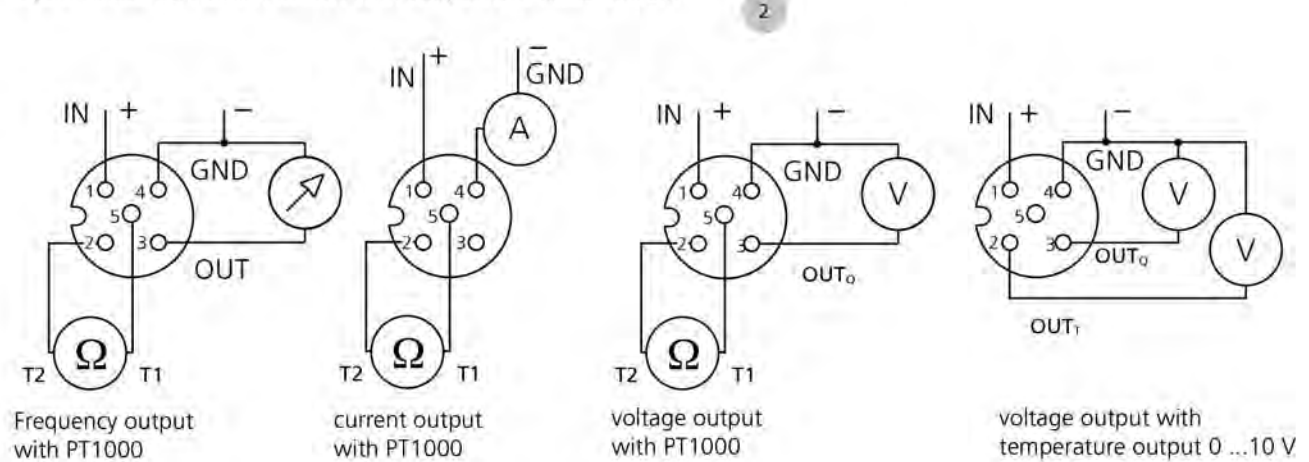 2
IN +
−
GND
1 4
5
2 3
OUT
Ω
T2 T1
Frequency output
with PT1000
IN +
−
GND
A
1 4
5
2 3
Ω
T2 T1
current output
with PT1000
IN +
−
GND
V
1 4
5
2 3
OUTQ
Ω
T2 T1
voltage output
with PT1000
IN +
−
GND
V
V
1 4
5
2 3
OUTQ
OUTT
voltage output with
temperature output 0 ...10 V